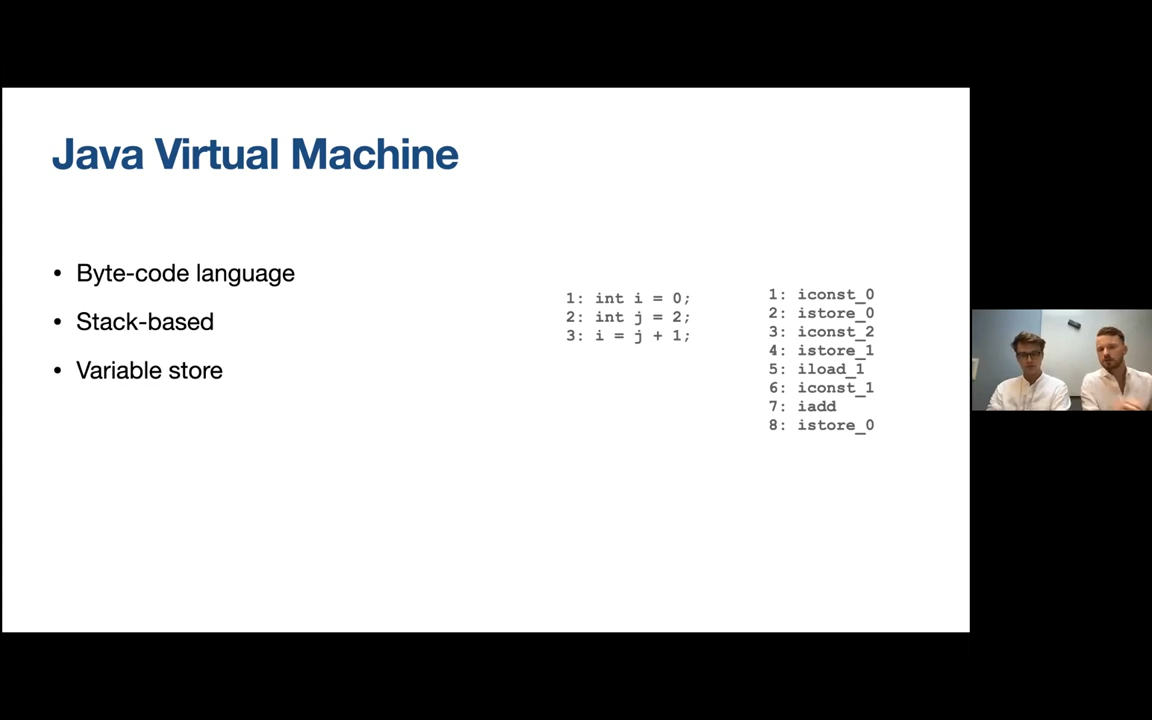 Java Virtual Machine
• Byte-code language
• Stack-based
• Variable store
1: int i = 0;
2: int j = 2;
3: i = j + 1;
1: iconst_0
2: istore_0
3: iconst_2
4: istore_1
5: iload_1
6: iconst_1
7: iadd
8: istore_0